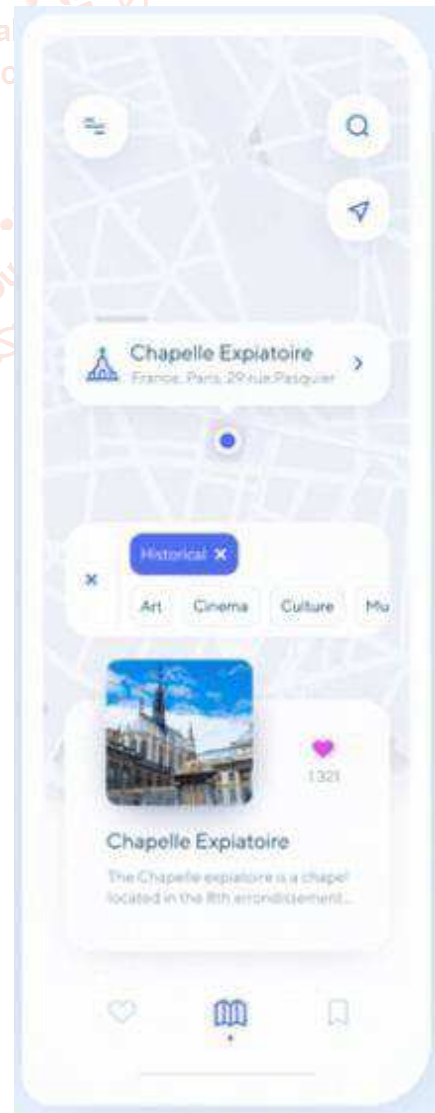 Chapelle Expiatoire
France, Paris, 29 rue Pasquier
Historical ×
Art Cinema Culture Mu
1321
Chapelle Expiatoire
The Chapelle expiatoire is a chapel
located in the 8th errondissement...